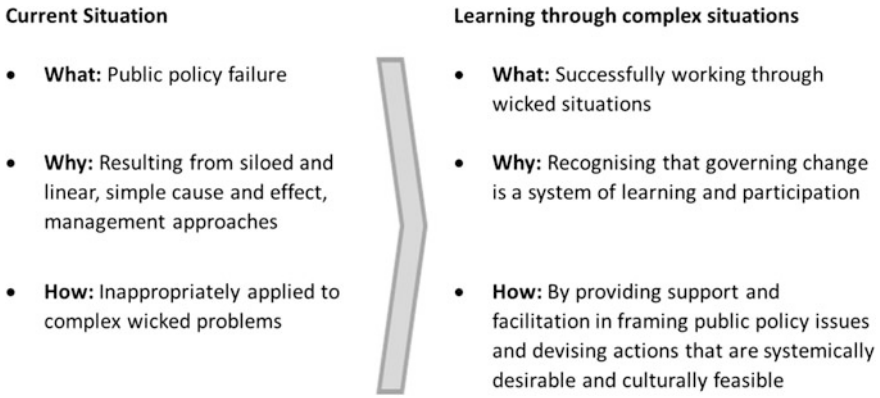 Current Situation
• What: Public policy failure
• Why: Resulting from siloed and
linear, simple cause and effect,
management approaches
• How: Inappropriately applied to
complex wicked problems
Learning through complex situations
• What: Successfully working through
wicked situations
• Why: Recognising that governing change
is a system of learning and participation
• How: By providing support and
facilitation in framing public policy issues
and devising actions that are systemically
desirable and culturally feasible